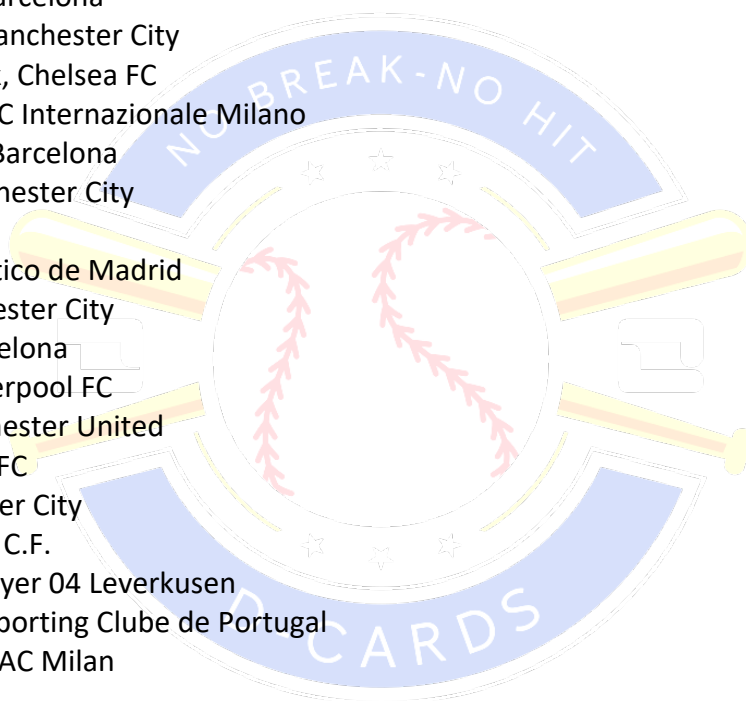 arcelona
anchester City
, Chelsea FC
C Internazionale Milano
Barcelona
hester City
tico de Madrid
ester City
elona
erpool FC
hester United
FC
er City
C.F.
yer 04 Leverkusen
porting Clube de Portugal
AC Milan
NO BREAK-NO HIT
D-CARDS